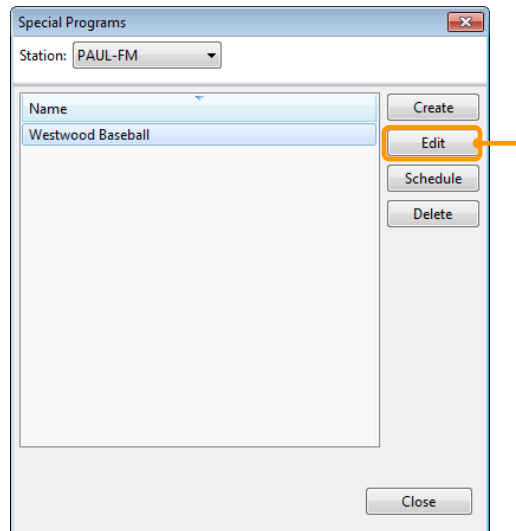 Special Programs
Station: PAUL-FM
Name
Create
Westwood Baseball
Edit
Schedule
Delete
Close